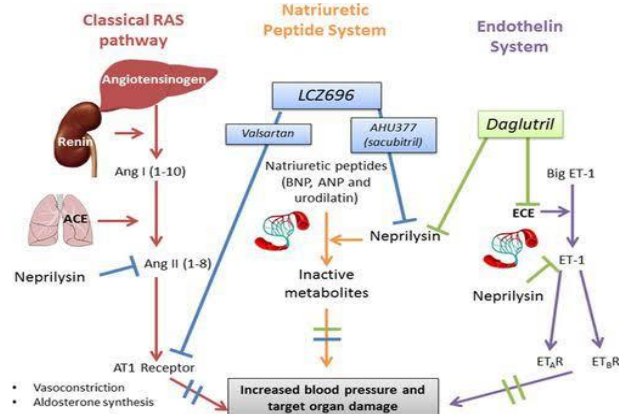 Classical RAS
pathway
Natriuretic
Peptide System
Endothelin
System
Angiotensinogen
Renin
Ang I (1-10)
ACE
Neprilysin
Ang II (1-8)
AT1 Receptor
• Vasoconstriction
• Aldosterone synthesis
LCZ696
Valsartan
AHU377
(sacubitril)
Natriuretic peptides
(BNP, ANP and
urodilatin)
Neprilysin
Inactive
metabolites
Daglutril
Big ET-1
ECE
ET-1
Neprilysin
ETAR
ETBR
Increased blood pressure and
target organ damage